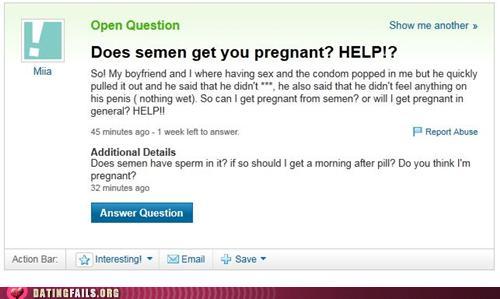 Open Question
Show me another »
Does semen get you pregnant? HELP!?
Miia
So! My boyfriend and I where having sex and the condom popped in me but he quickly
pulled it out and he said that he didn't ***, he also said that he didn't feel anything on
his penis ( nothing wet). So can I get pregnant from semen? or will I get pregnant in
general? HELP!!
45 minutes ago - 1 week left to answer.
Report Abuse
Additional Details
Does semen have sperm in it? if so should I get a morning after pill? Do you think I'm
pregnant?
32 minutes ago
Answer Question
Action Bar:
Interesting!
Email
Save
DATINGFAILS.ORG